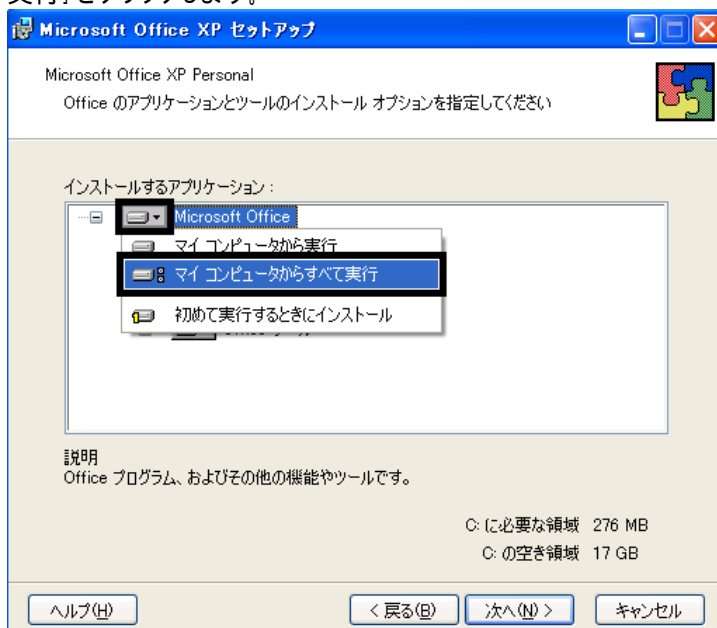 実行」をクリックします。
Microsoft Office XP セットアップ
Microsoft Office XP Personal
Office のアプリケーションとツールのインストール オプションを指定してください
インストールするアプリケーション :
Microsoft Office
マイ コンピュータから実行
マイ コンピュータからすべて実行
初めて実行するときにインストール
説明
Office プログラム、およびその他の機能やツールです。
C: に必要な領域 276 MB
C: の空き領域 17 GB
ヘルプ(H) < 戻る(B) 次へ(N) > キャンセル